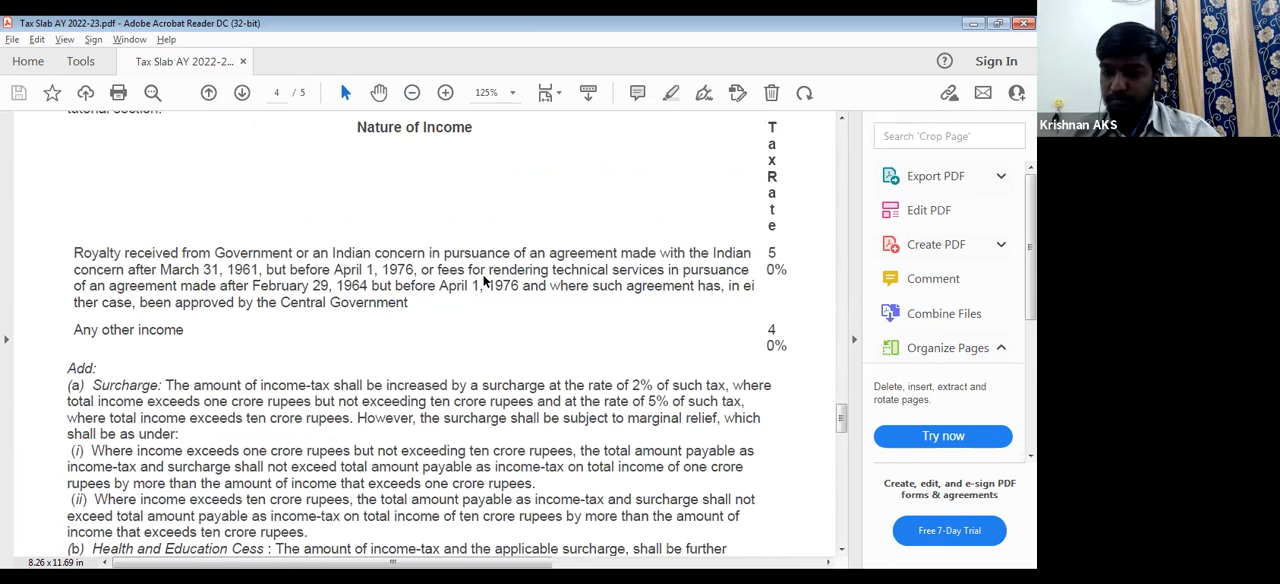 Tax Slab AY 2022-23.pdf - Adobe Acrobat Reader DC (32-bit)
File Edit View Sign Window Help
Home Tools Tax Slab AY 2022-2... × Sign In
4 / 5 125%
tutorial section.
Nature of Income
T
a
x
R
a
t
e
Royalty received from Government or an Indian concern in pursuance of an agreement made with the Indian 5
concern after March 31, 1961, but before April 1, 1976, or fees for rendering technical services in pursuance 0%
of an agreement made after February 29, 1964 but before April 1, 1976 and where such agreement has, in ei
ther case, been approved by the Central Government
Any other income 4
0%
Add:
(a) Surcharge: The amount of income-tax shall be increased by a surcharge at the rate of 2% of such tax, where
total income exceeds one crore rupees but not exceeding ten crore rupees and at the rate of 5% of such tax,
where total income exceeds ten crore rupees. However, the surcharge shall be subject to marginal relief, which
shall be as under:
(i) Where income exceeds one crore rupees but not exceeding ten crore rupees, the total amount payable as
income-tax and surcharge shall not exceed total amount payable as income-tax on total income of one crore
rupees by more than the amount of income that exceeds one crore rupees.
(ii) Where income exceeds ten crore rupees, the total amount payable as income-tax and surcharge shall not
exceed total amount payable as income-tax on total income of ten crore rupees by more than the amount of
income that exceeds ten crore rupees.
(b) Health and Education Cess : The amount of income-tax and the applicable surcharge, shall be further
8.26 x 11.69 in
Search 'Crop Page'
Export PDF
Edit PDF
Create PDF
Comment
Combine Files
Organize Pages
Delete, insert, extract and
rotate pages.
Try now
Create, edit, and e-sign PDF
forms & agreements
Free 7-Day Trial
Krishnan AKS